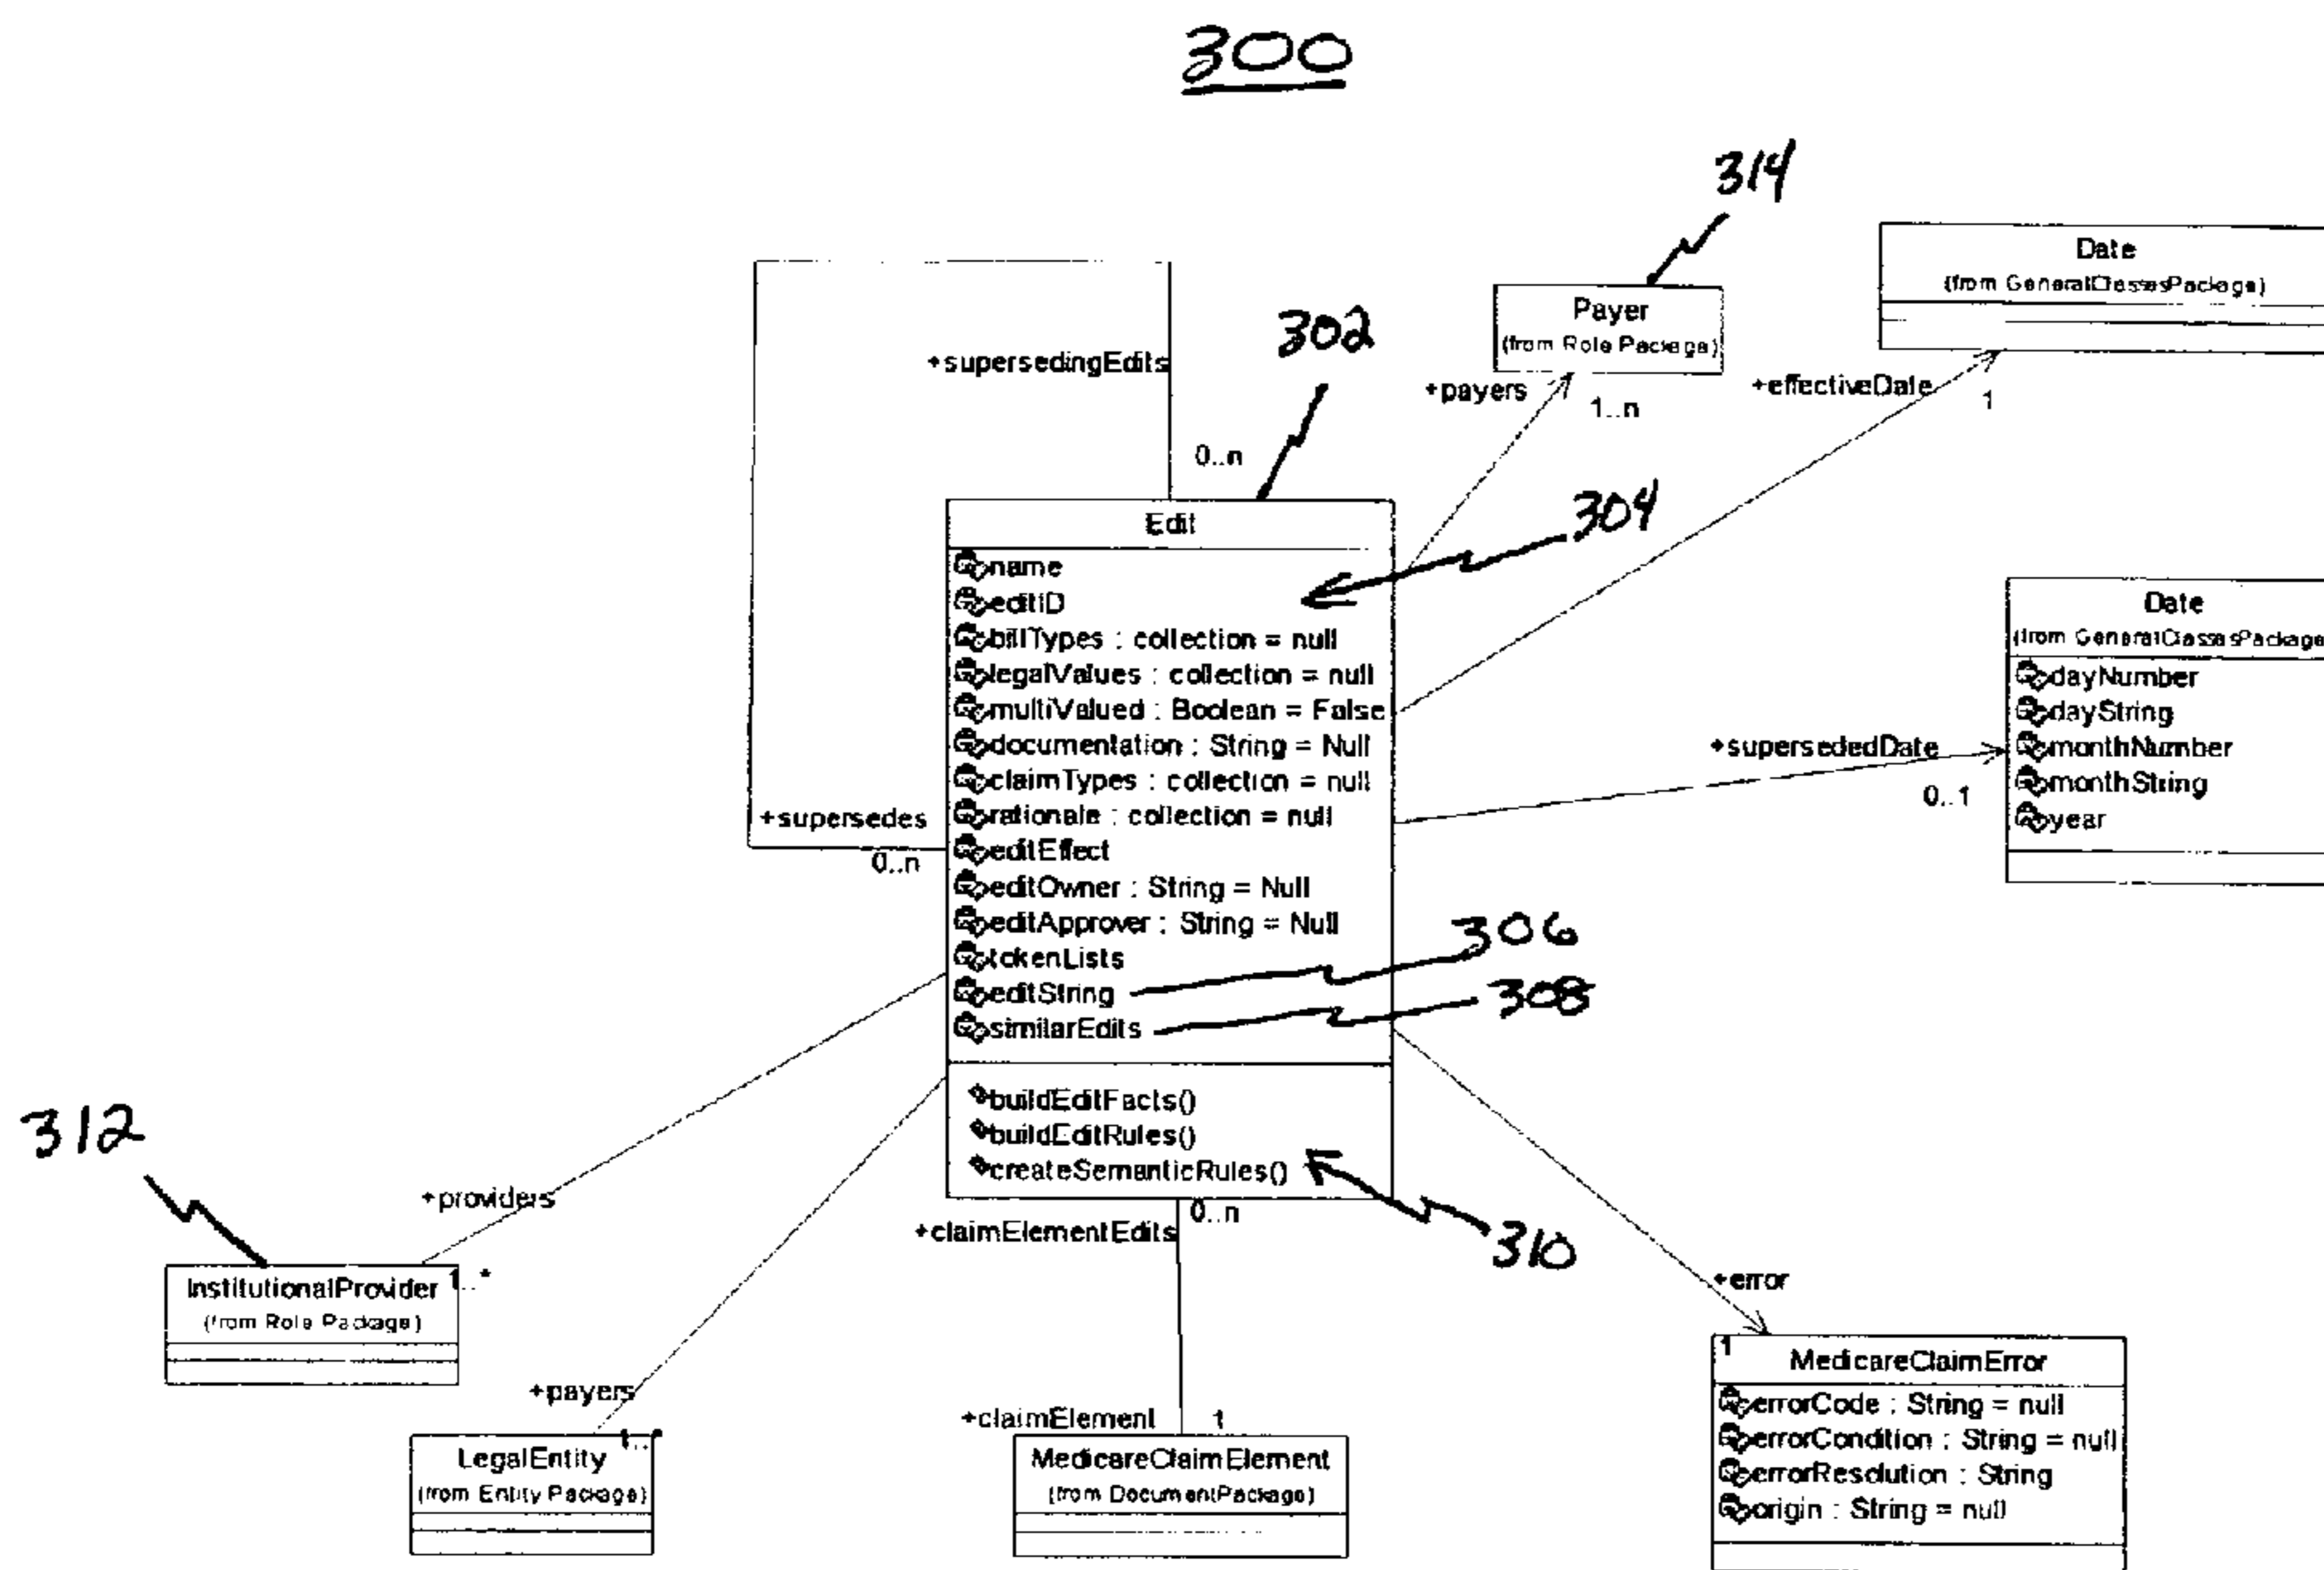 300
314
Date
(from GeneralClassesPackage)
Payer
(from Role Package)
302
+supersedingEdits
+payers
1..n
+effectiveDate
1
0..n
304
Edit
name
editID
billTypes : collection = null
legalValues : collection = null
multiValued : Boolean = False
documentation : String = Null
claimTypes : collection = null
rationale : collection = null
editEffect
editOwner : String = Null
editApprover : String = Null
tokenLists
editString
similarEdits
buildEditFacts()
buildEditRules()
createSemanticRules()
Date
(from GeneralClassesPackage
dayNumber
dayString
monthNumber
monthString
year
+supersededDate
0..1
+supersedes
0..n
306
308
312
+providers
310
+claimElementEdits
0..n
InstitutionalProvider
1..*
(from Role Package)
+error
+payers
1..*
LegalEntity
(from Entity Package)
+claimElement
1
MedicareClaimElement
(from DocumentPackage)
1
MedicareClaimError
errorCode : String = null
errorCondition : String = null
errorResolution : String
origin : String = null